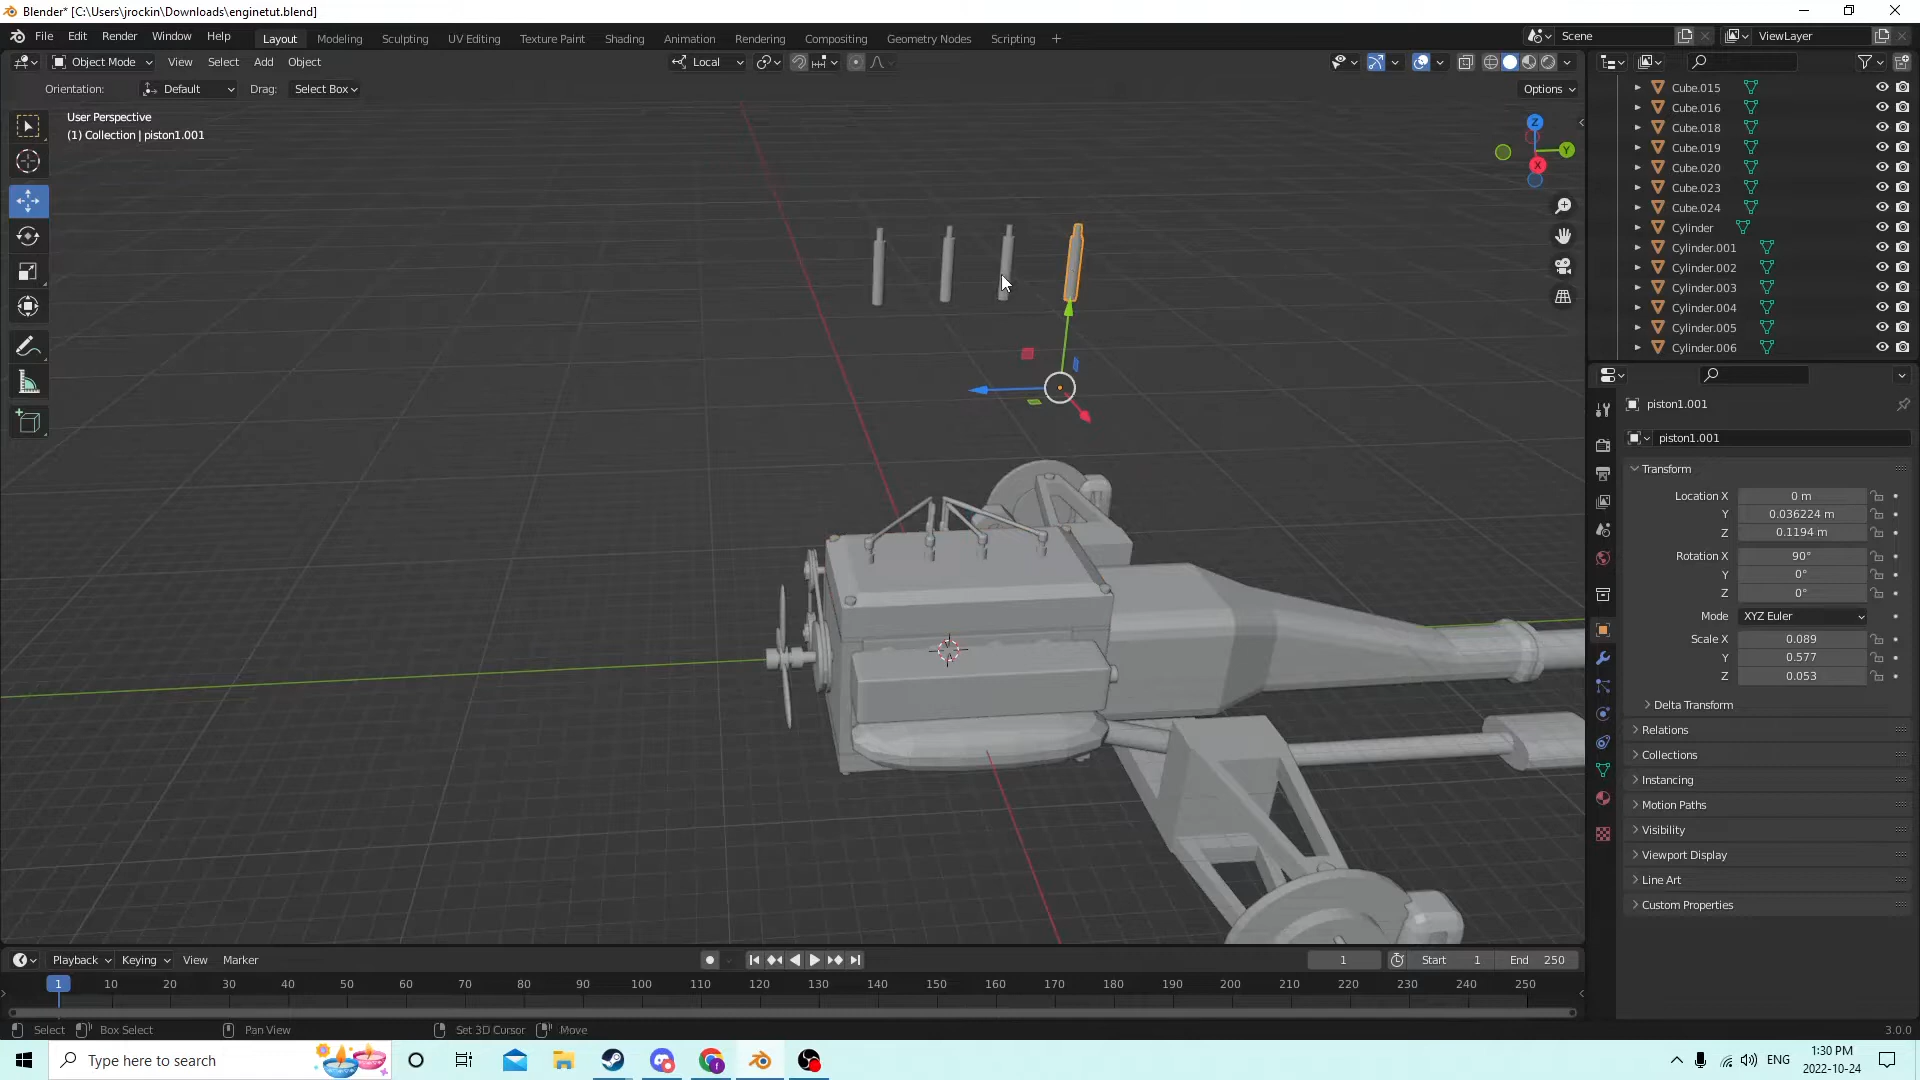 Blender* [C:\Users\jrockin\Downloads\enginetut.blend]
File Edit Render Window Help Layout Modeling Sculpting UV Editing Texture Paint Shading Animation Rendering Compositing Geometry Nodes Scripting Scene ViewLayer
Object Mode View Select Add Object Local
Orientation: Default Drag: Select Box Options
User Perspective
(1) Collection | piston1.001
Z
Y
X
Cube.015
Cube.016
Cube.018
Cube.019
Cube.020
Cube.023
Cube.024
Cylinder
Cylinder.001
Cylinder.002
Cylinder.003
Cylinder.004
Cylinder.005
Cylinder.006
piston1.001
piston1.001
Transform
Location X 0 m
Y 0.036224 m
Z 0.1194 m
Rotation X 90°
Y 0°
Z 0°
Mode XYZ Euler
Scale X 0.089
Y 0.577
Z 0.053
Delta Transform
Relations
Collections
Instancing
Motion Paths
Visibility
Viewport Display
Line Art
Custom Properties
Playback Keying View Marker 1 Start 1 End 250
1 10 20 30 40 50 60 70 80 90 100 110 120 130 140 150 160 170 180 190 200 210 220 230 240 250
Select Box Select Pan View Set 3D Cursor Move 3.0.0
Type here to search ENG 1:30 PM
2022-10-24